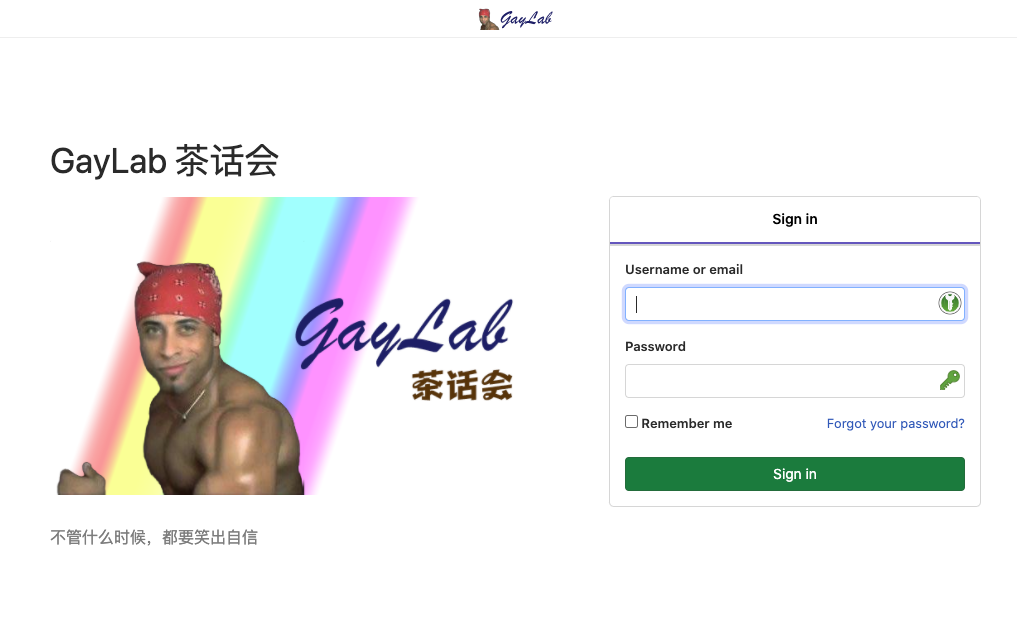 GayLab
GayLab 茶话会
GayLab
茶话会
不管什么时候，都要笑出自信
Sign in
Username or email
Password
Remember me
Forgot your password?
Sign in